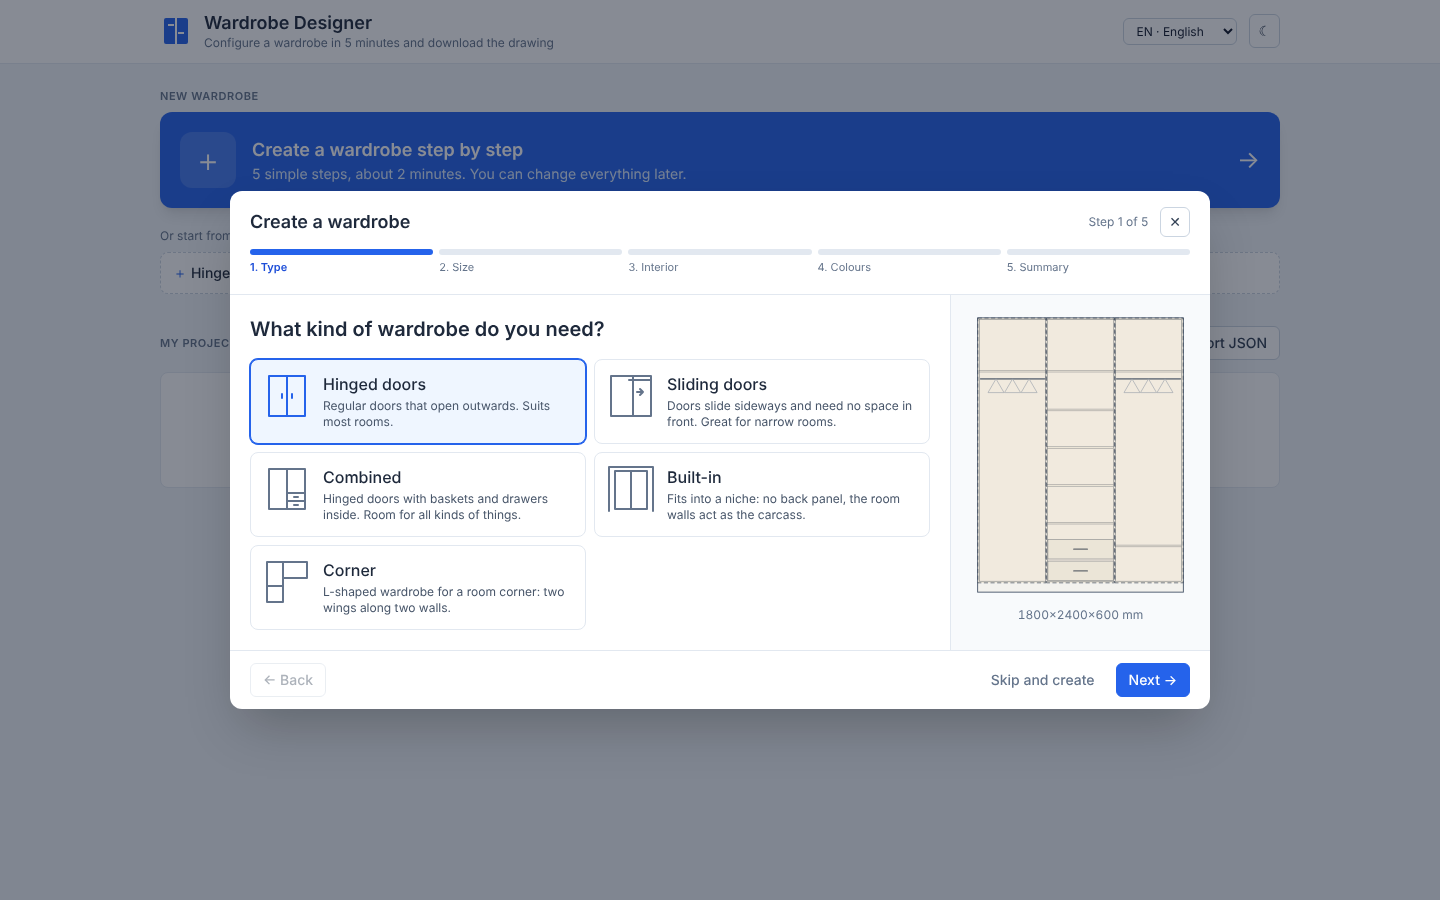 Wardrobe Designer
Configure a wardrobe in 5 minutes and download the drawing
EN · English
NEW WARDROBE
Create a wardrobe step by step
5 simple steps, about 2 minutes. You can change everything later.
Or start from
+ Hinge
MY PROJEC
ort JSON
Create a wardrobe
Step 1 of 5
1. Type
2. Size
3. Interior
4. Colours
5. Summary
What kind of wardrobe do you need?
Hinged doors
Regular doors that open outwards. Suits
most rooms.
Sliding doors
Doors slide sideways and need no space in
front. Great for narrow rooms.
Combined
Hinged doors with baskets and drawers
inside. Room for all kinds of things.
Built-in
Fits into a niche: no back panel, the room
walls act as the carcass.
Corner
L-shaped wardrobe for a room corner: two
wings along two walls.
1800×2400×600 mm
← Back
Skip and create
Next →